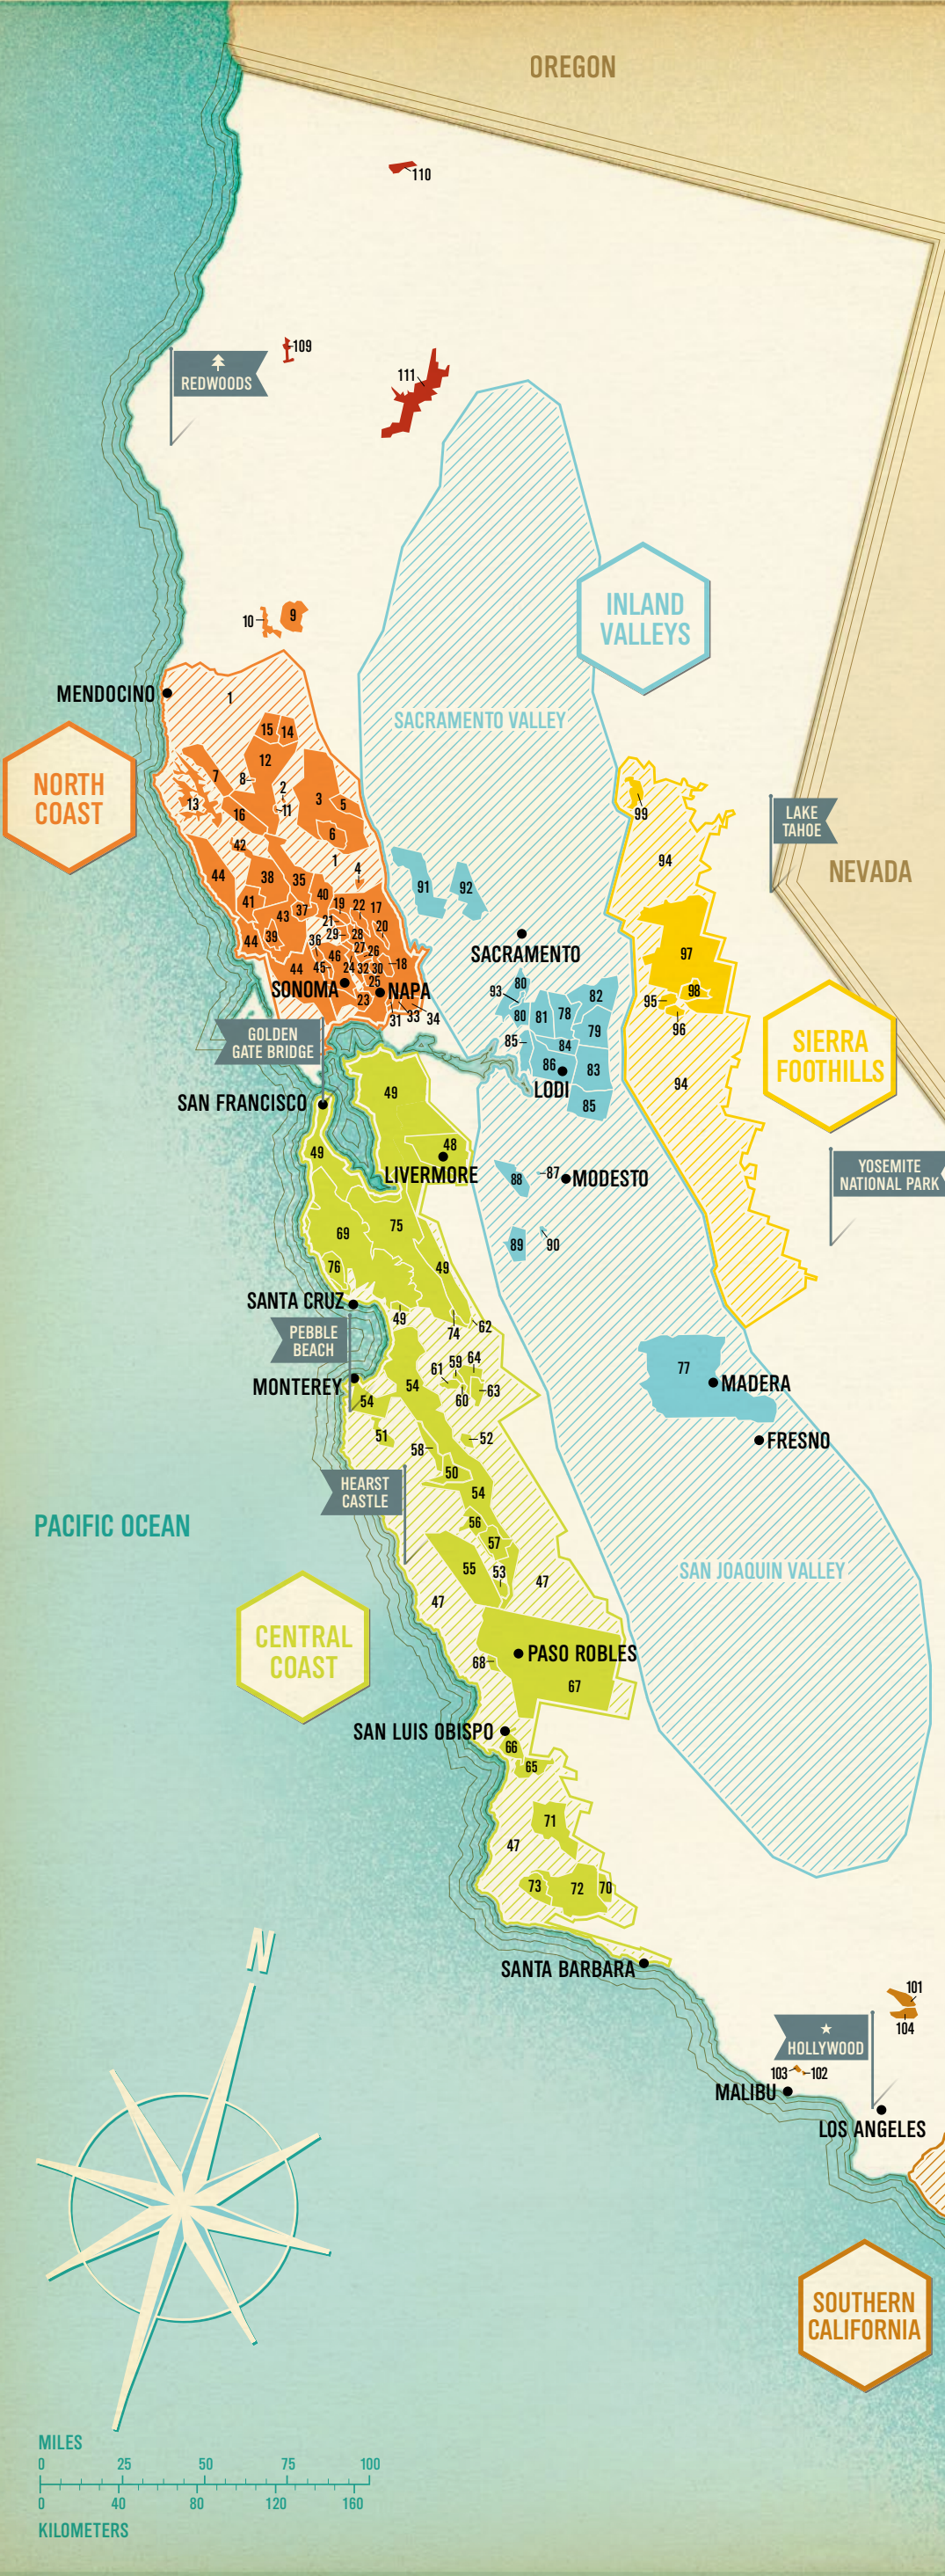 OREGON
110
109
REDWOODS
111
INLAND
VALLEYS
10
9
MENDOCINO
1
SACRAMENTO VALLEY
15
14
NORTH
COAST
12
7
8
2
13
11
3
5
16
6
99
LAKE
TAHOE
NEVADA
42
1
4
94
44
38
35
91
92
41
40
19
22
17
43
37
21
20
44
39
36
29
28
27
26
SACRAMENTO
97
46
44
45
24
32
30
18
25
SONOMA
NAPA
23
31
33
34
93
80
82
98
95
80
81
78
79
96
GOLDEN
GATE BRIDGE
85
84
SIERRA
FOOTHILLS
86
83
LODI
94
85
49
SAN FRANCISCO
49
48
LIVERMORE
88
87
MODESTO
YOSEMITE
NATIONAL PARK
69
75
89
90
76
49
SANTA CRUZ
49
74
62
PEBBLE
BEACH
61
59
64
77
MADERA
MONTEREY
54
54
60
63
51
58
52
FRESNO
50
HEARST
CASTLE
54
PACIFIC OCEAN
56
57
55
53
47
SAN JOAQUIN VALLEY
47
CENTRAL
COAST
PASO ROBLES
68
67
SAN LUIS OBISPO
66
65
71
47
73
72
70
N
SANTA BARBARA
101
104
HOLLYWOOD
103
102
MALIBU
LOS ANGELES
SOUTHERN
CALIFORNIA
MILES
0 25 50 75 100
0 40 80 120 160
KILOMETERS